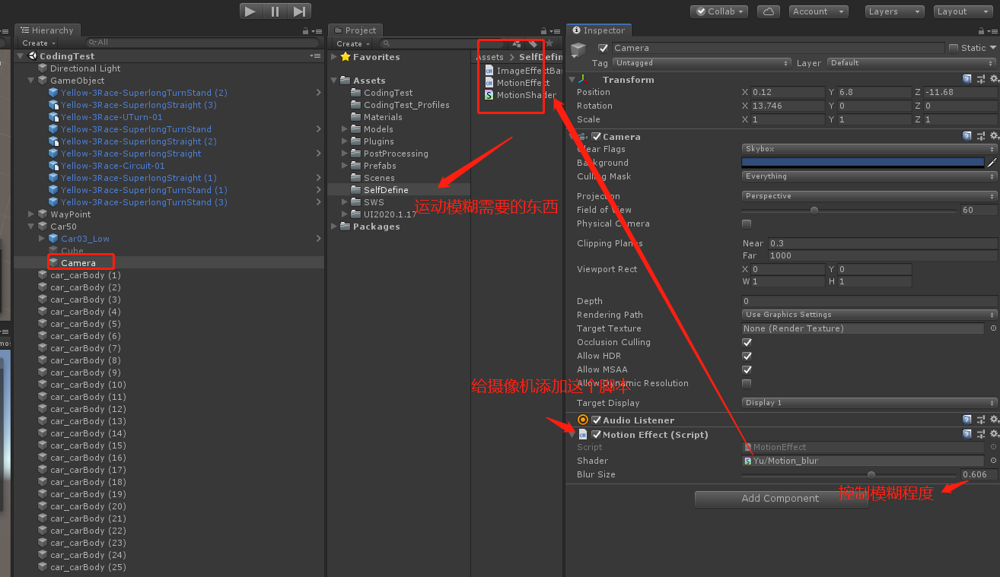 Collab
Account
Layers
Layout
Hierarchy
Create
All
CodingTest
Directional Light
GameObject
Yellow-3Race-SuperlongTurnStand (2)
Yellow-3Race-SuperlongStraight (3)
Yellow-3Race-UTurn-01
Yellow-3Race-SuperlongTurnStand
Yellow-3Race-SuperlongStraight (2)
Yellow-3Race-SuperlongStraight
Yellow-3Race-Circuit-01
Yellow-3Race-SuperlongStraight (1)
Yellow-3Race-SuperlongTurnStand (1)
Yellow-3Race-SuperlongTurnStand (3)
WayPoint
Car50
Car03_Low
Cube
Camera
car_carBody (1)
car_carBody (2)
car_carBody (3)
car_carBody (4)
car_carBody (5)
car_carBody (6)
car_carBody (7)
car_carBody (8)
car_carBody (9)
car_carBody (10)
car_carBody (11)
car_carBody (12)
car_carBody (13)
car_carBody (14)
car_carBody (15)
car_carBody (16)
car_carBody (17)
car_carBody (18)
car_carBody (19)
car_carBody (20)
car_carBody (21)
car_carBody (22)
car_carBody (23)
car_carBody (24)
car_carBody (25)
Project
Create
Favorites
Assets
CodingTest
CodingTest_Profiles
Materials
Models
Plugins
PostProcessing
Prefabs
Scenes
SelfDefine
SWS
UI2020.1.17
Packages
Assets > SelfDefin
ImageEffectBas
MotionEffect
MotionShader
运动模糊需要的东西
给摄像机添加这个脚本
Inspector
Camera
Static
Tag Untagged Layer Default
Transform
Position X 0.12 Y 6.8 Z -11.68
Rotation X 13.746 Y 0 Z 0
Scale X 1 Y 1 Z 1
Camera
Clear Flags Skybox
Background
Culling Mask Everything
Projection Perspective
Field of View 60
Physical Camera
Clipping Planes Near 0.3
Far 1000
Viewport Rect X 0 Y 0
W 1 H 1
Depth 0
Rendering Path Use Graphics Settings
Target Texture None (Render Texture)
Occlusion Culling
Allow HDR
Allow MSAA
Allow Dynamic Resolution
Target Display Display 1
Audio Listener
Motion Effect (Script)
Script MotionEffect
Shader Yu/Motion_blur
Blur Size 0.606
控制模糊程度
Add Component